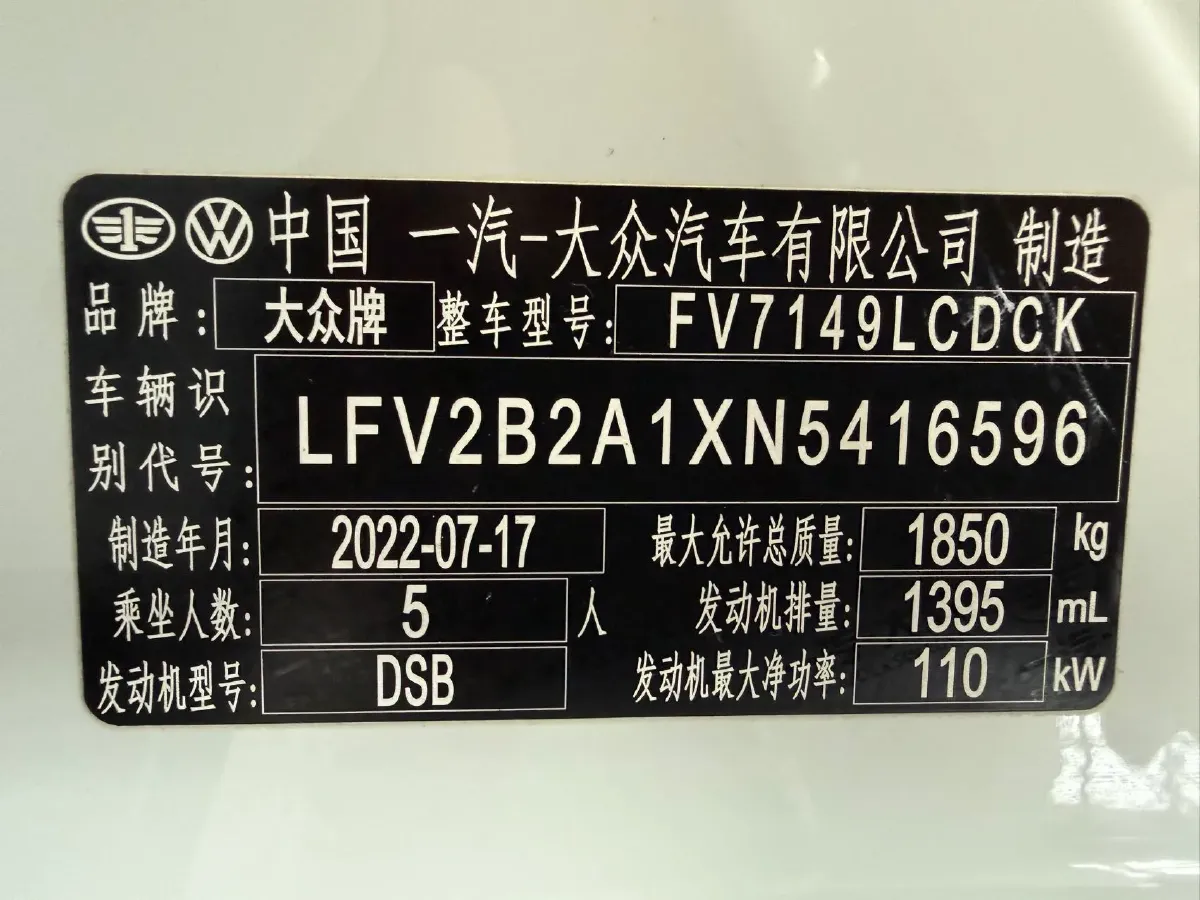 中国 一汽-大众汽车有限公司 制造
品牌: 大众牌 整车型号: FV7149LCDCK
车辆识别代号: LFV2B2A1XN5416596
制造年月: 2022-07-17 最大允许总质量: 1850 kg
乘坐人数: 5 人 发动机排量: 1395 mL
发动机型号: DSB 发动机最大净功率: 110 kW